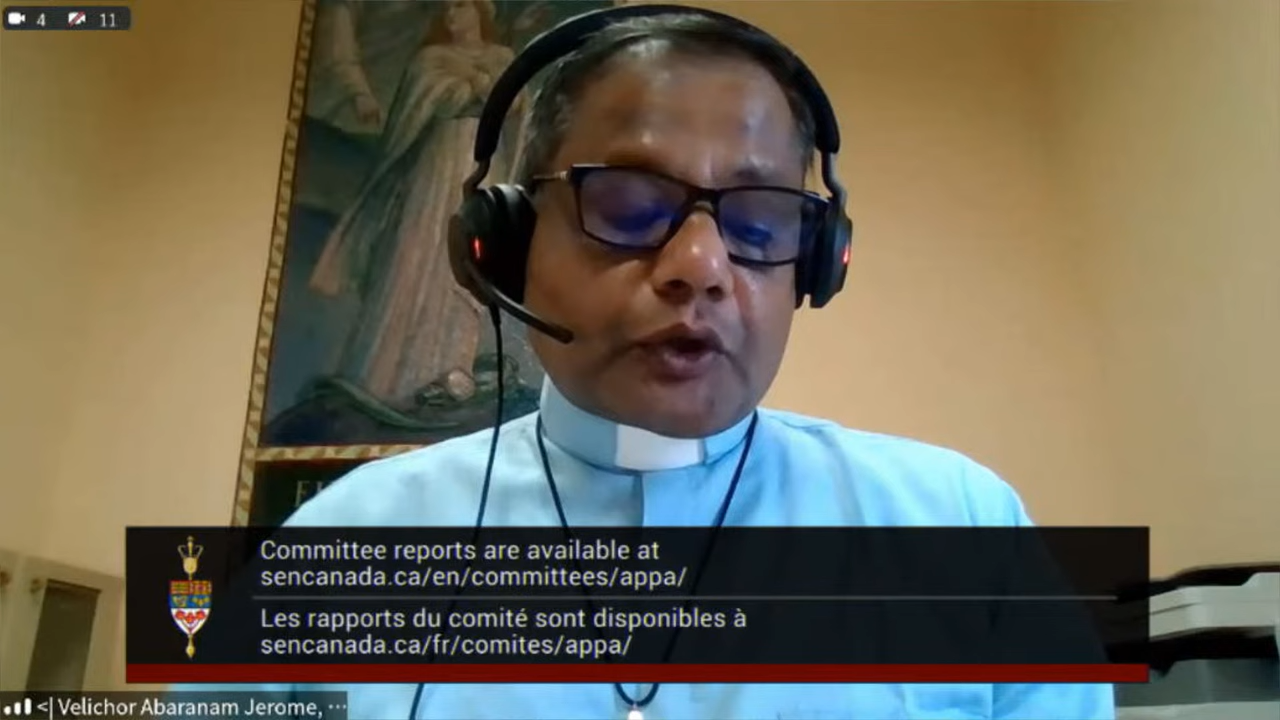 4 11
Committee reports are available at
sencanada.ca/en/committees/appa/
Les rapports du comité sont disponibles à
sencanada.ca/fr/comites/appa/
<| Velichor Abaranam Jerome, ···